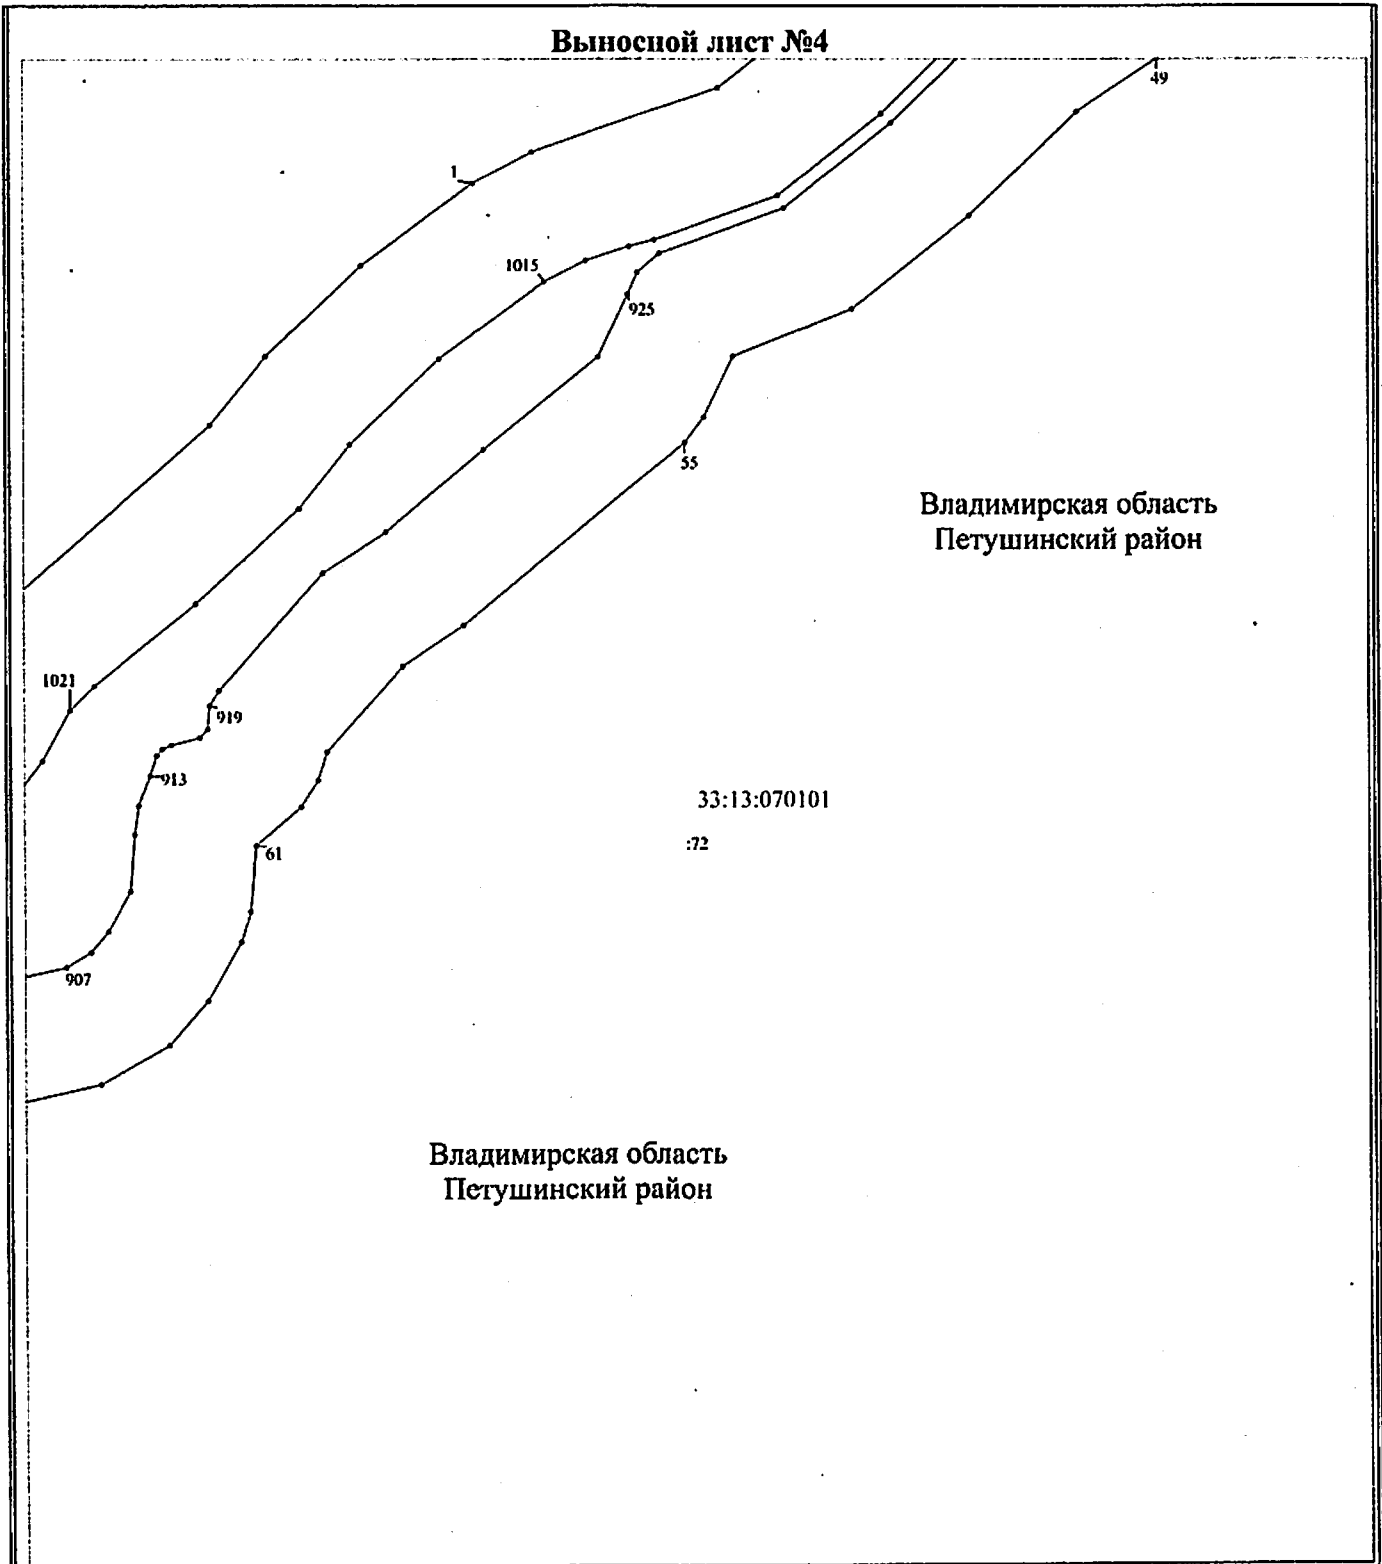 Выносной лист №4
49
1
1015
925
55
Владимирская область
Петушинский район
1021
919
913
33:13:070101
:72
61
907
Владимирская область
Петушинский район